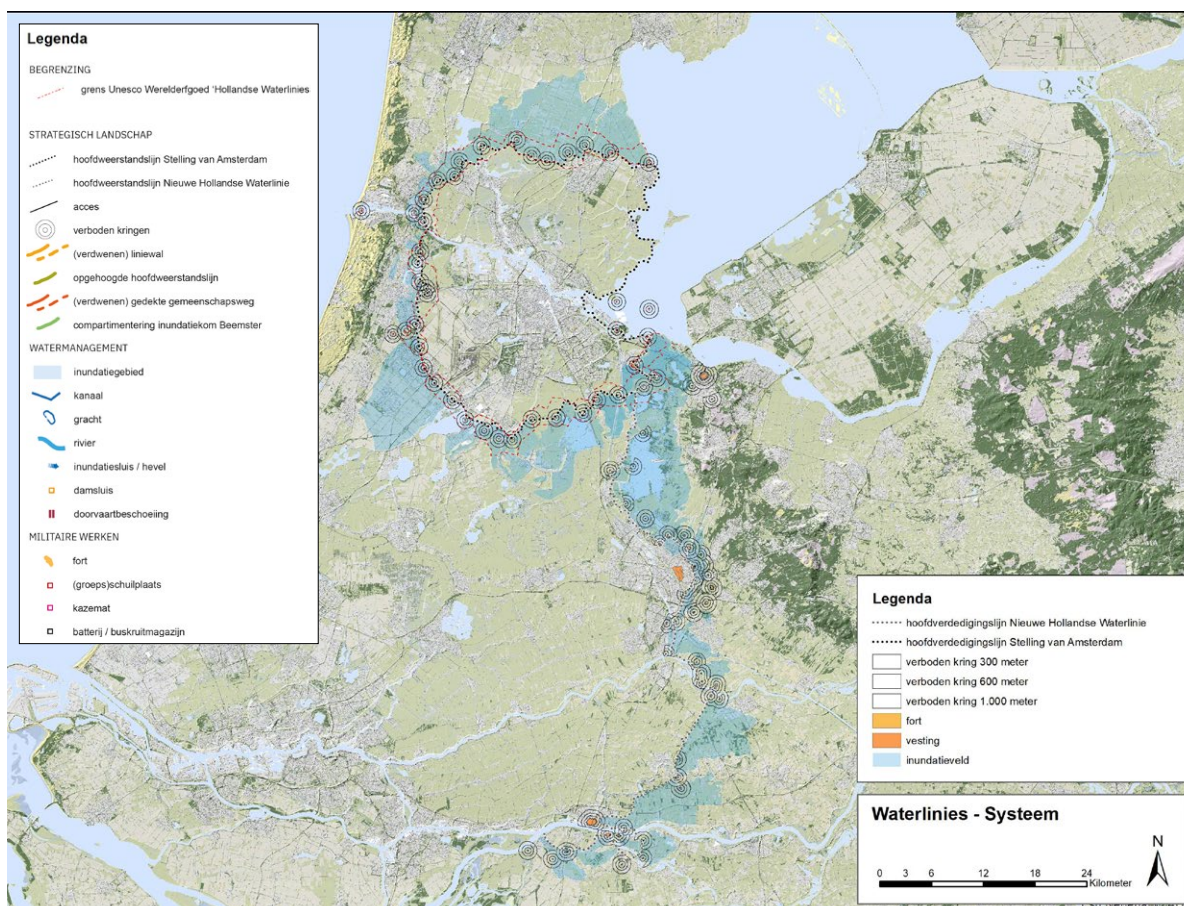 Legenda
BEGRENZING
grens Unesco Werelderfgoed 'Hollandse Waterlinies
STRATEGISCH LANDSCHAP
hoofdweerstandslijn Stelling van Amsterdam
hoofdweerstandslijn Nieuwe Hollandse Waterlinie
acces
verboden kringen
(verdwenen) liniewal
opgehoogde hoofdweerstandslijn
(verdwenen) gedekte gemeenschapsweg
compartimentering inundatiekom Beemster
WATERMANAGEMENT
inundatiegebied
kanaal
gracht
rivier
inundatiesluis / hevel
damsluis
doorvaartbeschoeiing
MILITAIRE WERKEN
fort
(groeps)schuilplaats
kazemat
batterij / buskruitmagazijn
Legenda
hoofdverdedigingslijn Nieuwe Hollandse Waterlinie
hoofdverdedigingslijn Stelling van Amsterdam
verboden kring 300 meter
verboden kring 600 meter
verboden kring 1.000 meter
fort
vesting
inundatieveld
Waterlinies - Systeem
N
0 3 6 12 18 24
Kilometer